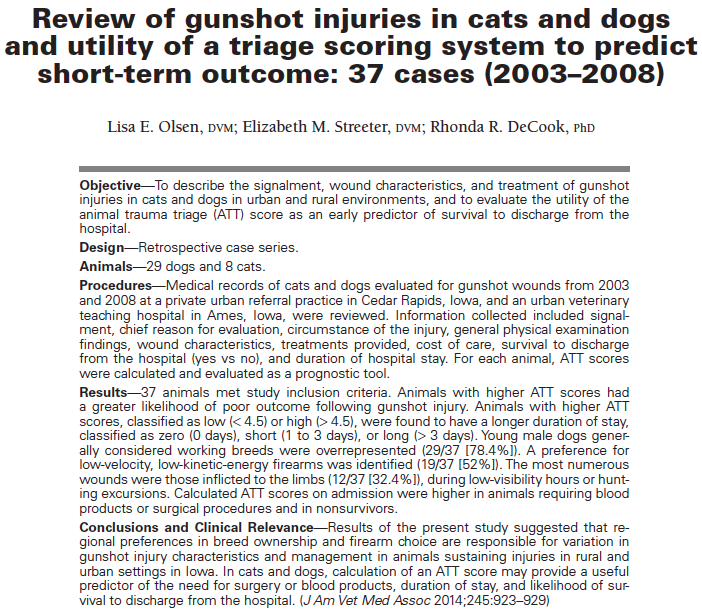 Review of gunshot injuries in cats and dogs
and utility of a triage scoring system to predict
short-term outcome: 37 cases (2003–2008)
Lisa E. Olsen, DVM; Elizabeth M. Streeter, DVM; Rhonda R. DeCook, PhD
Objective—To describe the signalment, wound characteristics, and treatment of gunshot
injuries in cats and dogs in urban and rural environments, and to evaluate the utility of the
animal trauma triage (ATT) score as an early predictor of survival to discharge from the
hospital.
Design—Retrospective case series.
Animals—29 dogs and 8 cats.
Procedures—Medical records of cats and dogs evaluated for gunshot wounds from 2003
and 2008 at a private urban referral practice in Cedar Rapids, Iowa, and an urban veterinary
teaching hospital in Ames, Iowa, were reviewed. Information collected included signal-
ment, chief reason for evaluation, circumstance of the injury, general physical examination
findings, wound characteristics, treatments provided, cost of care, survival to discharge
from the hospital (yes vs no), and duration of hospital stay. For each animal, ATT scores
were calculated and evaluated as a prognostic tool.
Results—37 animals met study inclusion criteria. Animals with higher ATT scores had
a greater likelihood of poor outcome following gunshot injury. Animals with higher ATT
scores, classified as low (< 4.5) or high (> 4.5), were found to have a longer duration of stay,
classified as zero (0 days), short (1 to 3 days), or long (> 3 days). Young male dogs gener-
ally considered working breeds were overrepresented (29/37 [78.4%]). A preference for
low-velocity, low-kinetic-energy firearms was identified (19/37 [52%]). The most numerous
wounds were those inflicted to the limbs (12/37 [32.4%]), during low-visibility hours or hunt-
ing excursions. Calculated ATT scores on admission were higher in animals requiring blood
products or surgical procedures and in nonsurvivors.
Conclusions and Clinical Relevance—Results of the present study suggested that re-
gional preferences in breed ownership and firearm choice are responsible for variation in
gunshot injury characteristics and management in animals sustaining injuries in rural and
urban settings in Iowa. In cats and dogs, calculation of an ATT score may provide a useful
predictor of the need for surgery or blood products, duration of stay, and likelihood of sur-
vival to discharge from the hospital. (J Am Vet Med Assoc 2014;245:923–929)